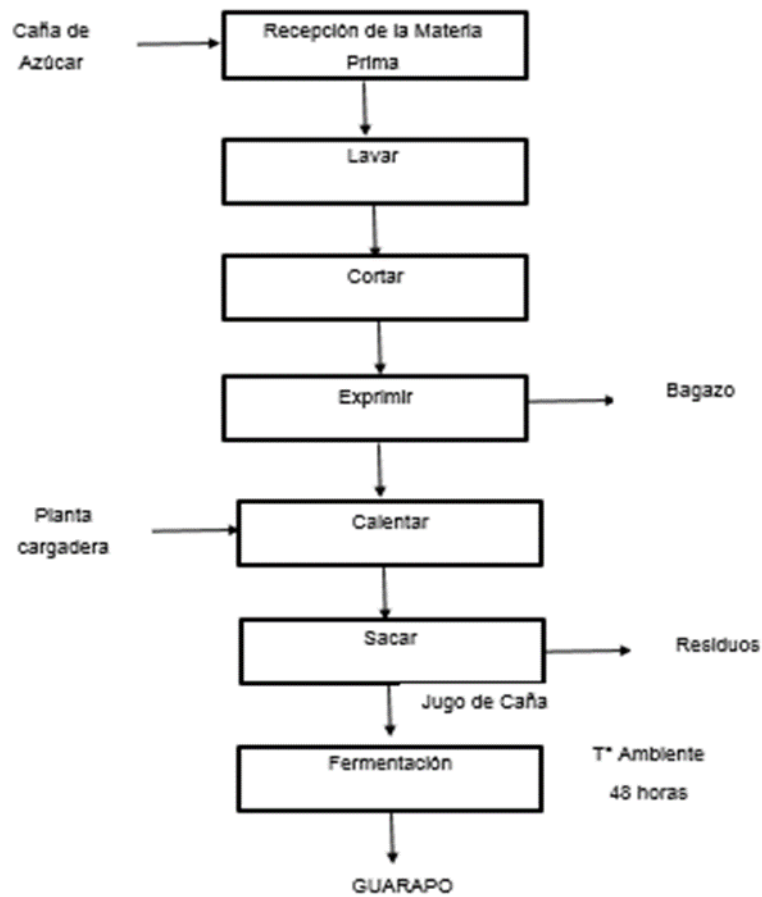 Caña de
Azúcar
Recepción de la Materia
Prima
Lavar
Cortar
Exprimir
Bagazo
Planta
cargadera
Calentar
Sacar
Residuos
Jugo de Caña
Fermentación
T° Ambiente
48 horas
GUARAPO